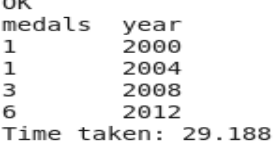 OK
medals year
1 2000
1 2004
3 2008
6 2012
Time taken: 29.188